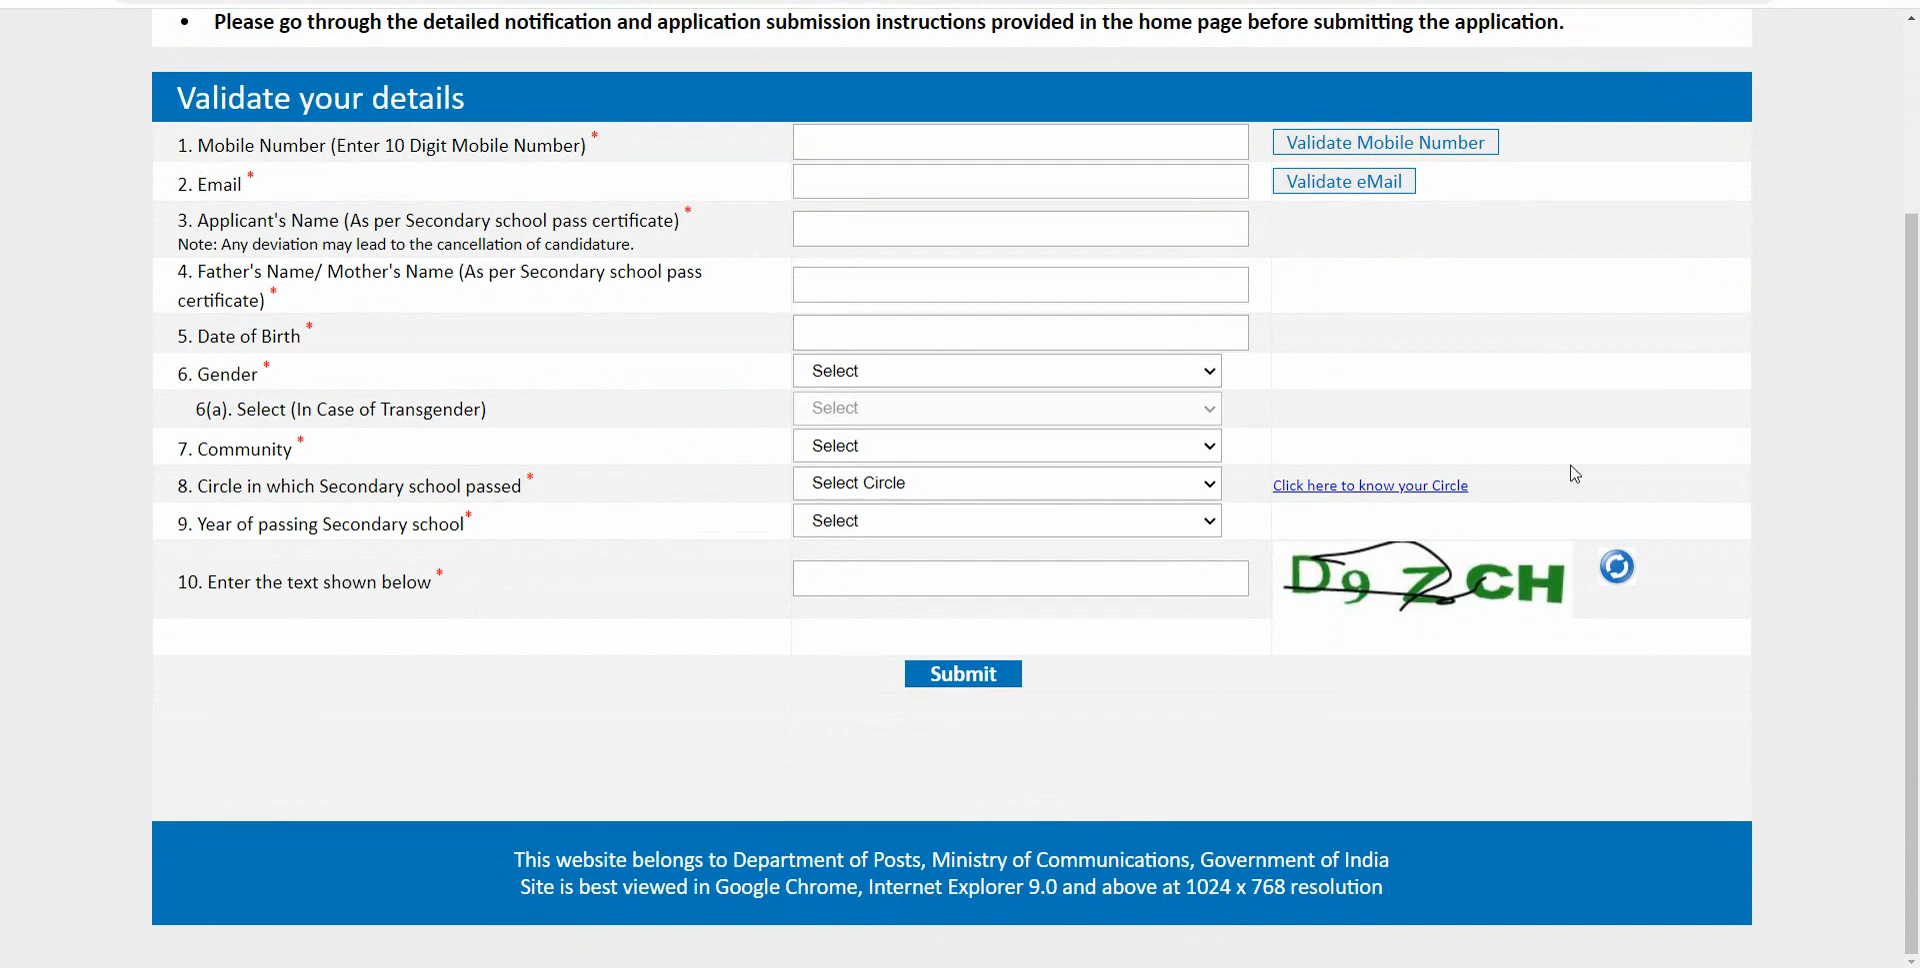 • Please go through the detailed notification and application submission instructions provided in the home page before submitting the application.
Validate your details
1. Mobile Number (Enter 10 Digit Mobile Number) *
Validate Mobile Number
2. Email *
Validate eMail
3. Applicant's Name (As per Secondary school pass certificate) *
Note: Any deviation may lead to the cancellation of candidature.
4. Father's Name/ Mother's Name (As per Secondary school pass
certificate) *
5. Date of Birth *
6. Gender *
Select
6(a). Select (In Case of Transgender)
Select
7. Community *
Select
8. Circle in which Secondary school passed *
Select Circle
Click here to know your Circle
9. Year of passing Secondary school*
Select
10. Enter the text shown below *
D9ZCH
Submit
This website belongs to Department of Posts, Ministry of Communications, Government of India
Site is best viewed in Google Chrome, Internet Explorer 9.0 and above at 1024 x 768 resolution